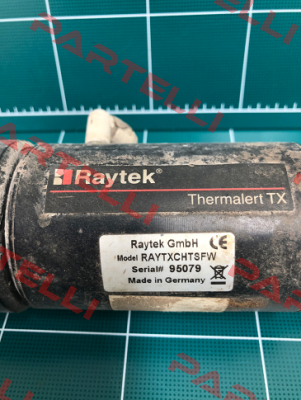 PARTELLI
Raytek®
Thermalert TX
Raytek GmbH
CE
Model RAYTXCHTSFW
Serial# 95079
Made in Germany